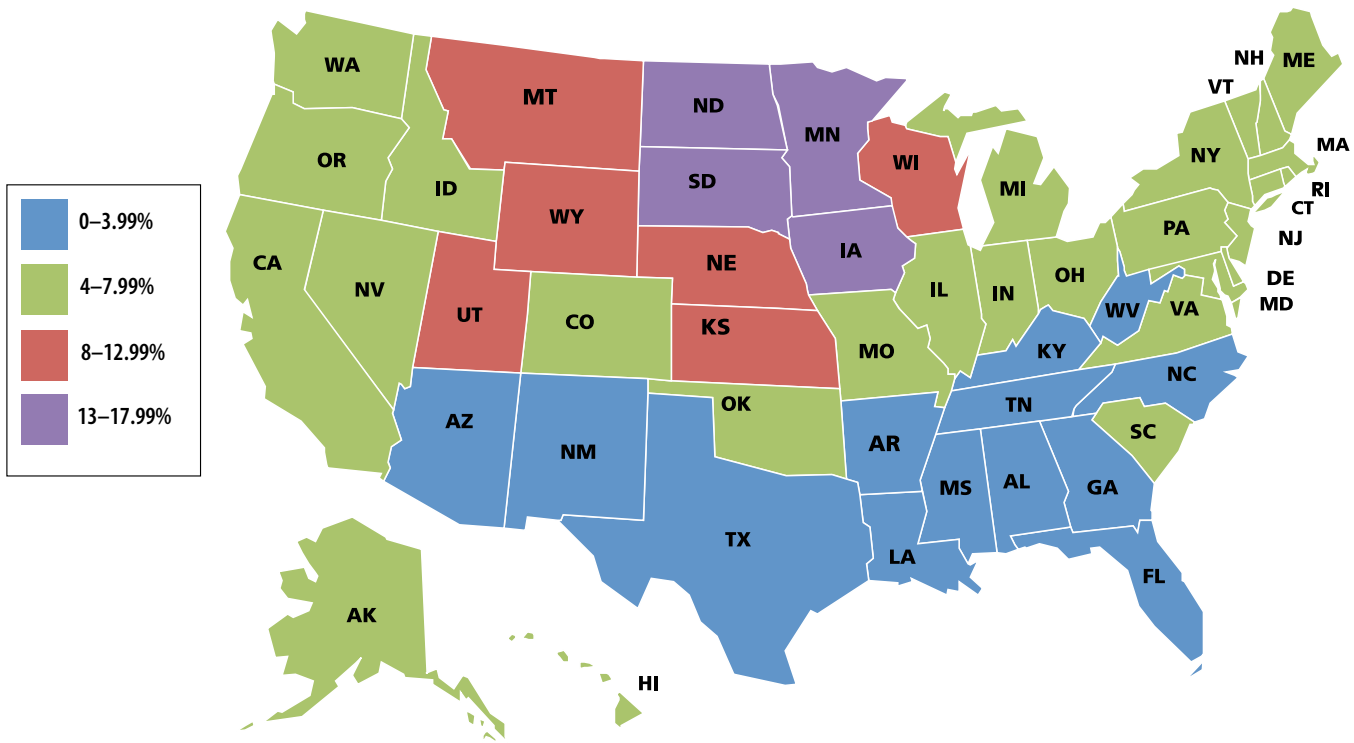 0–3.99%
4–7.99%
8–12.99%
13–17.99%
WA
MT
ND
MN
OR
ID
SD
WI
MI
WY
NE
IA
CA
NV
UT
CO
KS
MO
IL
IN
OH
PA
NY
VT
NH
ME
MA
RI
CT
NJ
DE
MD
WV
VA
KY
NC
TN
SC
AZ
NM
OK
AR
MS
AL
GA
TX
LA
FL
AK
HI